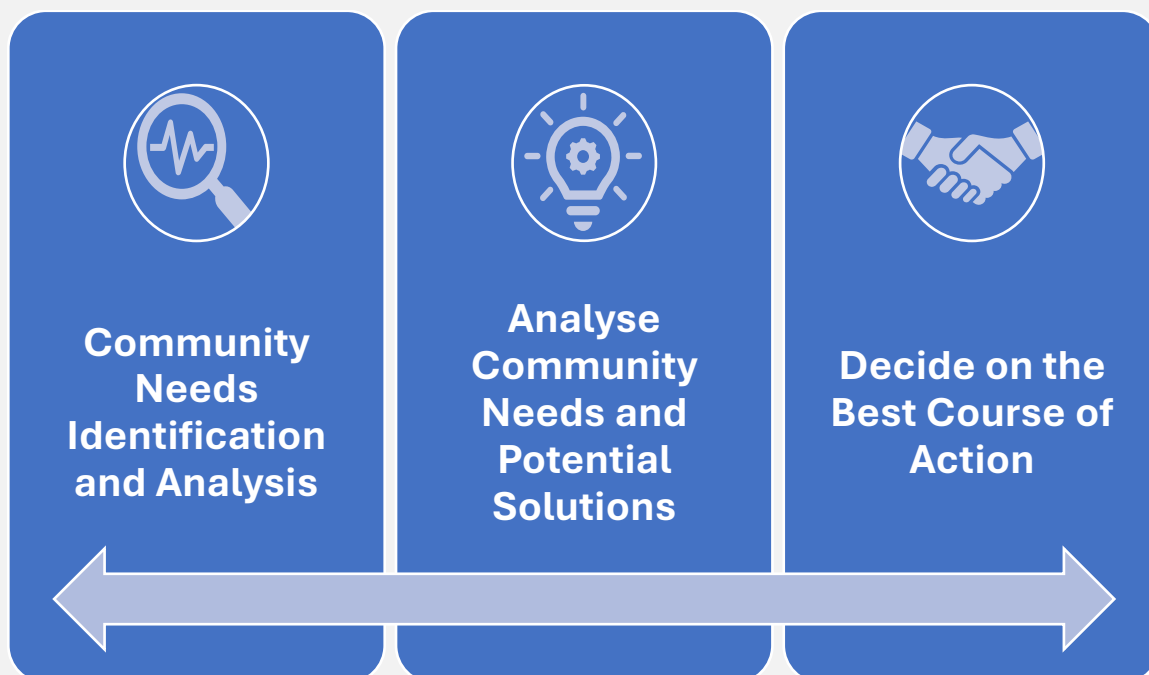 Community
Needs
Identification
and Analysis
Analyse
Community
Needs and
Potential
Solutions
Decide on the
Best Course of
Action